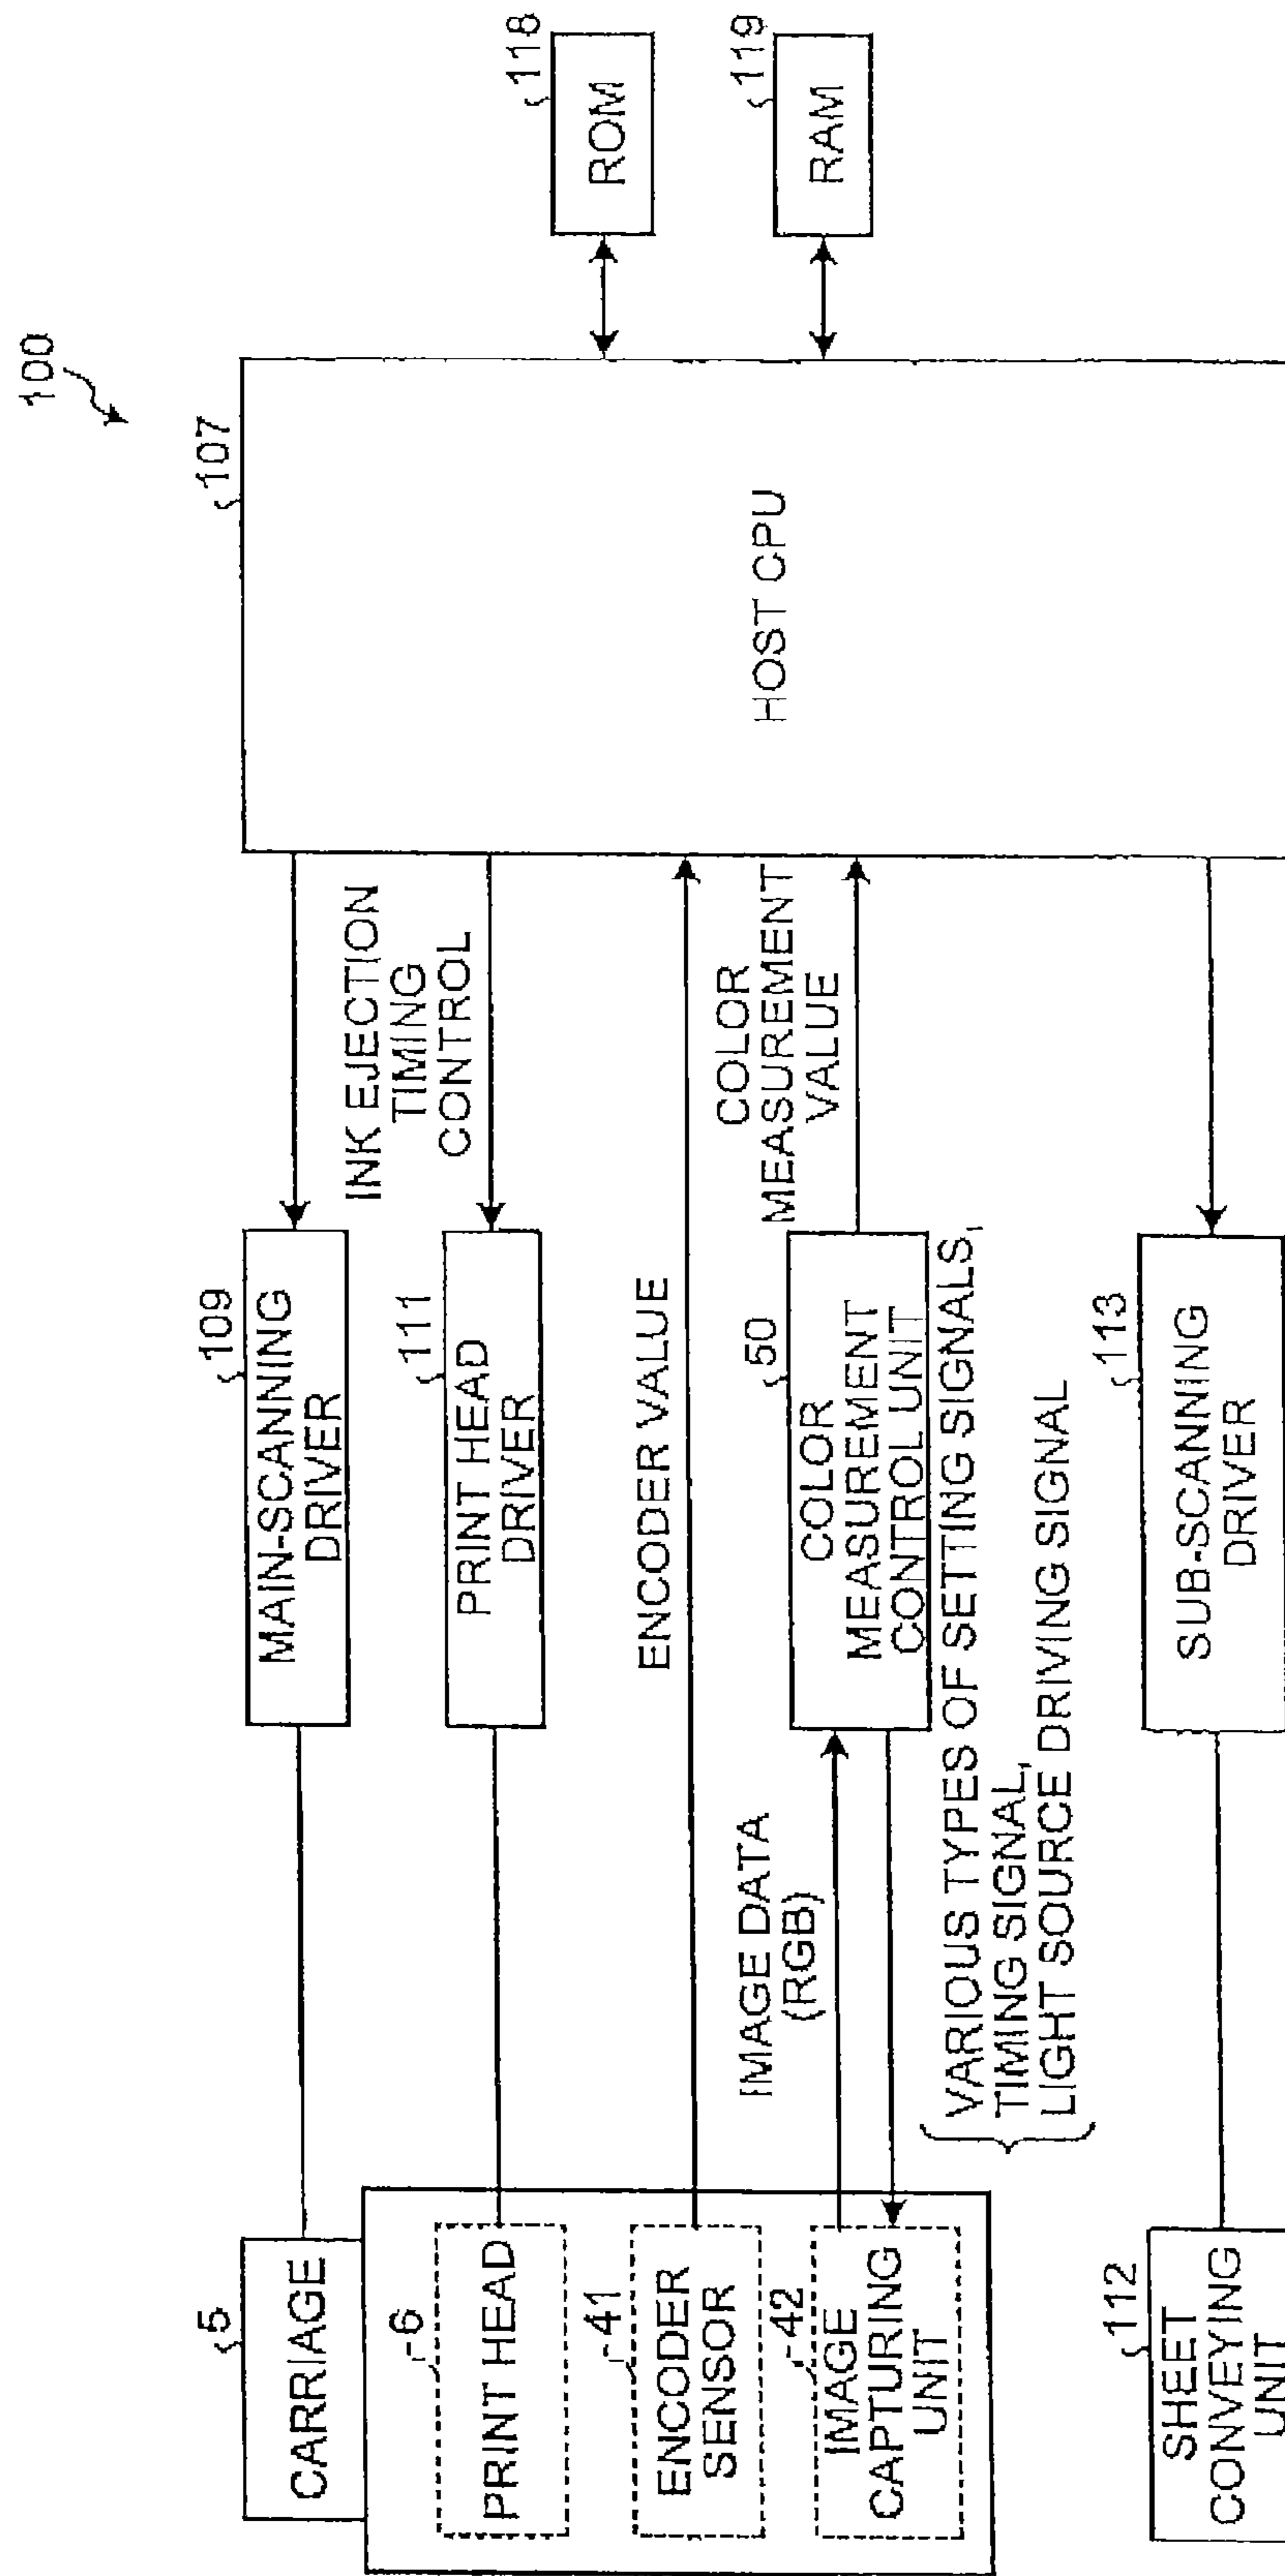 100
5
CARRIAGE
6
PRINT HEAD
41
ENCODER
SENSOR
42
IMAGE
CAPTURING
UNIT
112
SHEET
CONVEYING
UNIT
109
MAIN-SCANNING
DRIVER
111
PRINT HEAD
DRIVER
ENCODER VALUE
IMAGE DATA
(RGB)
50
COLOR
MEASUREMENT
CONTROL UNIT
VARIOUS TYPES OF SETTING SIGNALS,
TIMING SIGNAL,
LIGHT SOURCE DRIVING SIGNAL
113
SUB-SCANNING
DRIVER
INK EJECTION
TIMING
CONTROL
COLOR
MEASUREMENT
VALUE
107
HOST CPU
118
ROM
119
RAM